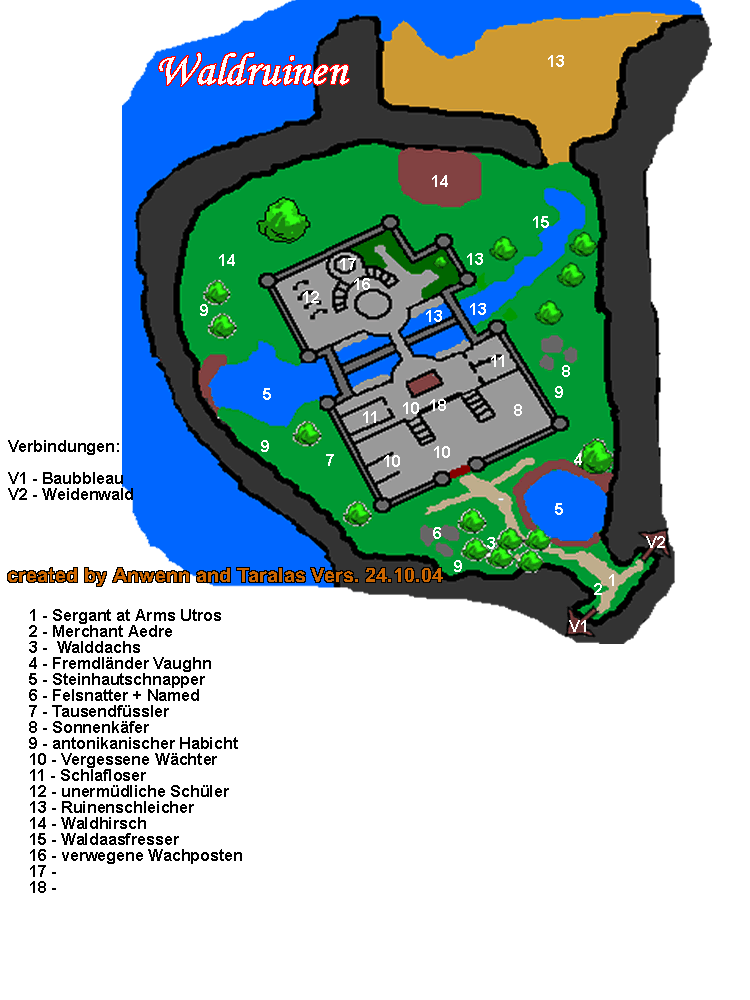 Waldruinen
13
14
15
14
13
17
16
12
13
13
9
11
8
5
9
11
10
18
8
9
7
10
10
4
5
-
6
3
9
V2
1
2
V1
Verbindungen:
V1 - Baubbleau
V2 - Weidenwald
created by Anwenn and Taralas Vers. 24.10.04
1 - Sergant at Arms Utros
2 - Merchant Aedre
3 - Walddachs
4 - Fremdländer Vaughn
5 - Steinhautschnapper
6 - Felsnatter + Named
7 - Tausendfüssler
8 - Sonnenkäfer
9 - antonikanischer Habicht
10 - Vergessene Wächter
11 - Schlafloser
12 - unermüdliche Schüler
13 - Ruinenschleicher
14 - Waldhirsch
15 - Waldaasfresser
16 - verwegene Wachposten
17 -
18 -